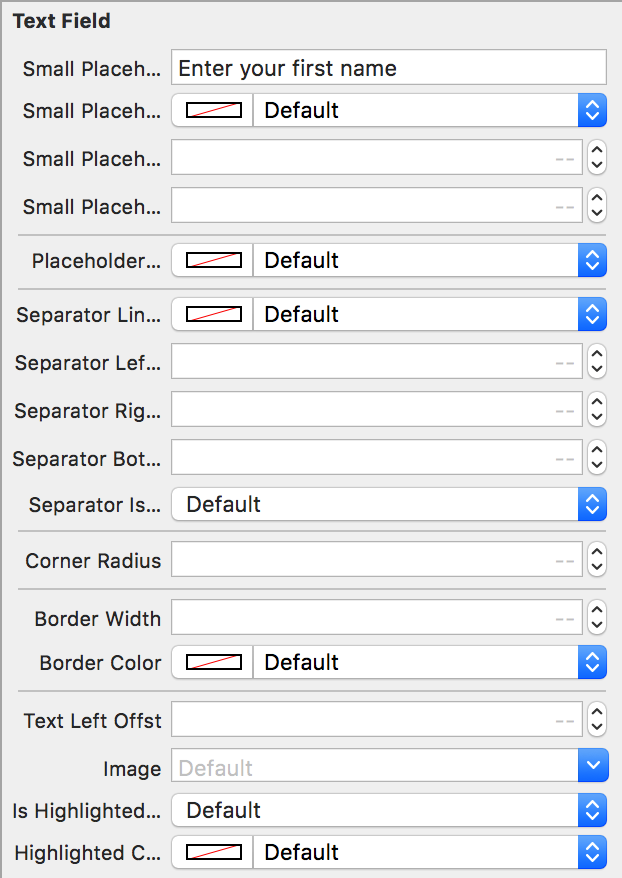 Text Field
Small Placeh... Enter your first name
Small Placeh... Default
Small Placeh... --
Small Placeh... --
Placeholder... Default
Separator Lin... Default
Separator Lef... --
Separator Rig... --
Separator Bot... --
Separator Is... Default
Corner Radius --
Border Width --
Border Color Default
Text Left Offst --
Image Default
Is Highlighted... Default
Highlighted C... Default